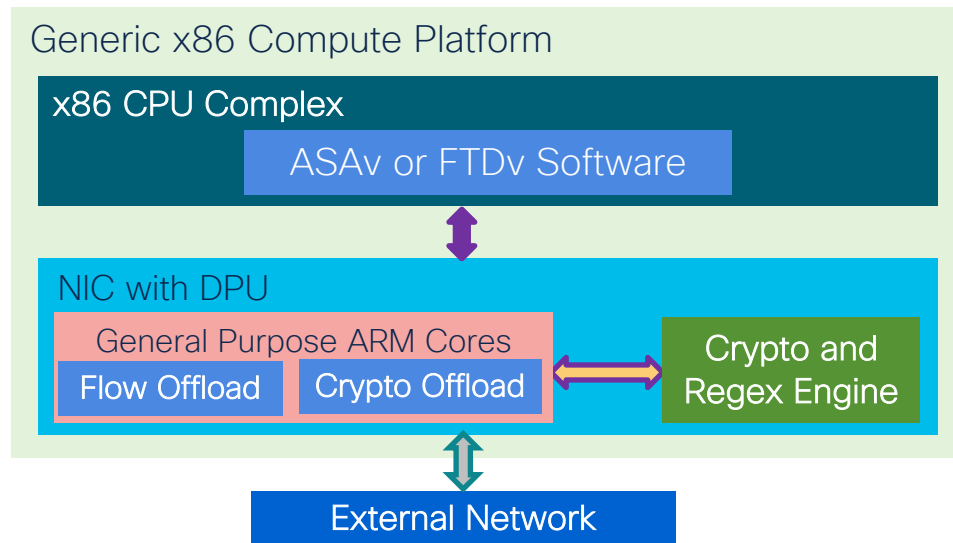 Generic x86 Compute Platform
x86 CPU Complex
ASAv or FTDv Software
NIC with DPU
General Purpose ARM Cores
Flow Offload
Crypto Offload
Crypto and
Regex Engine
External Network